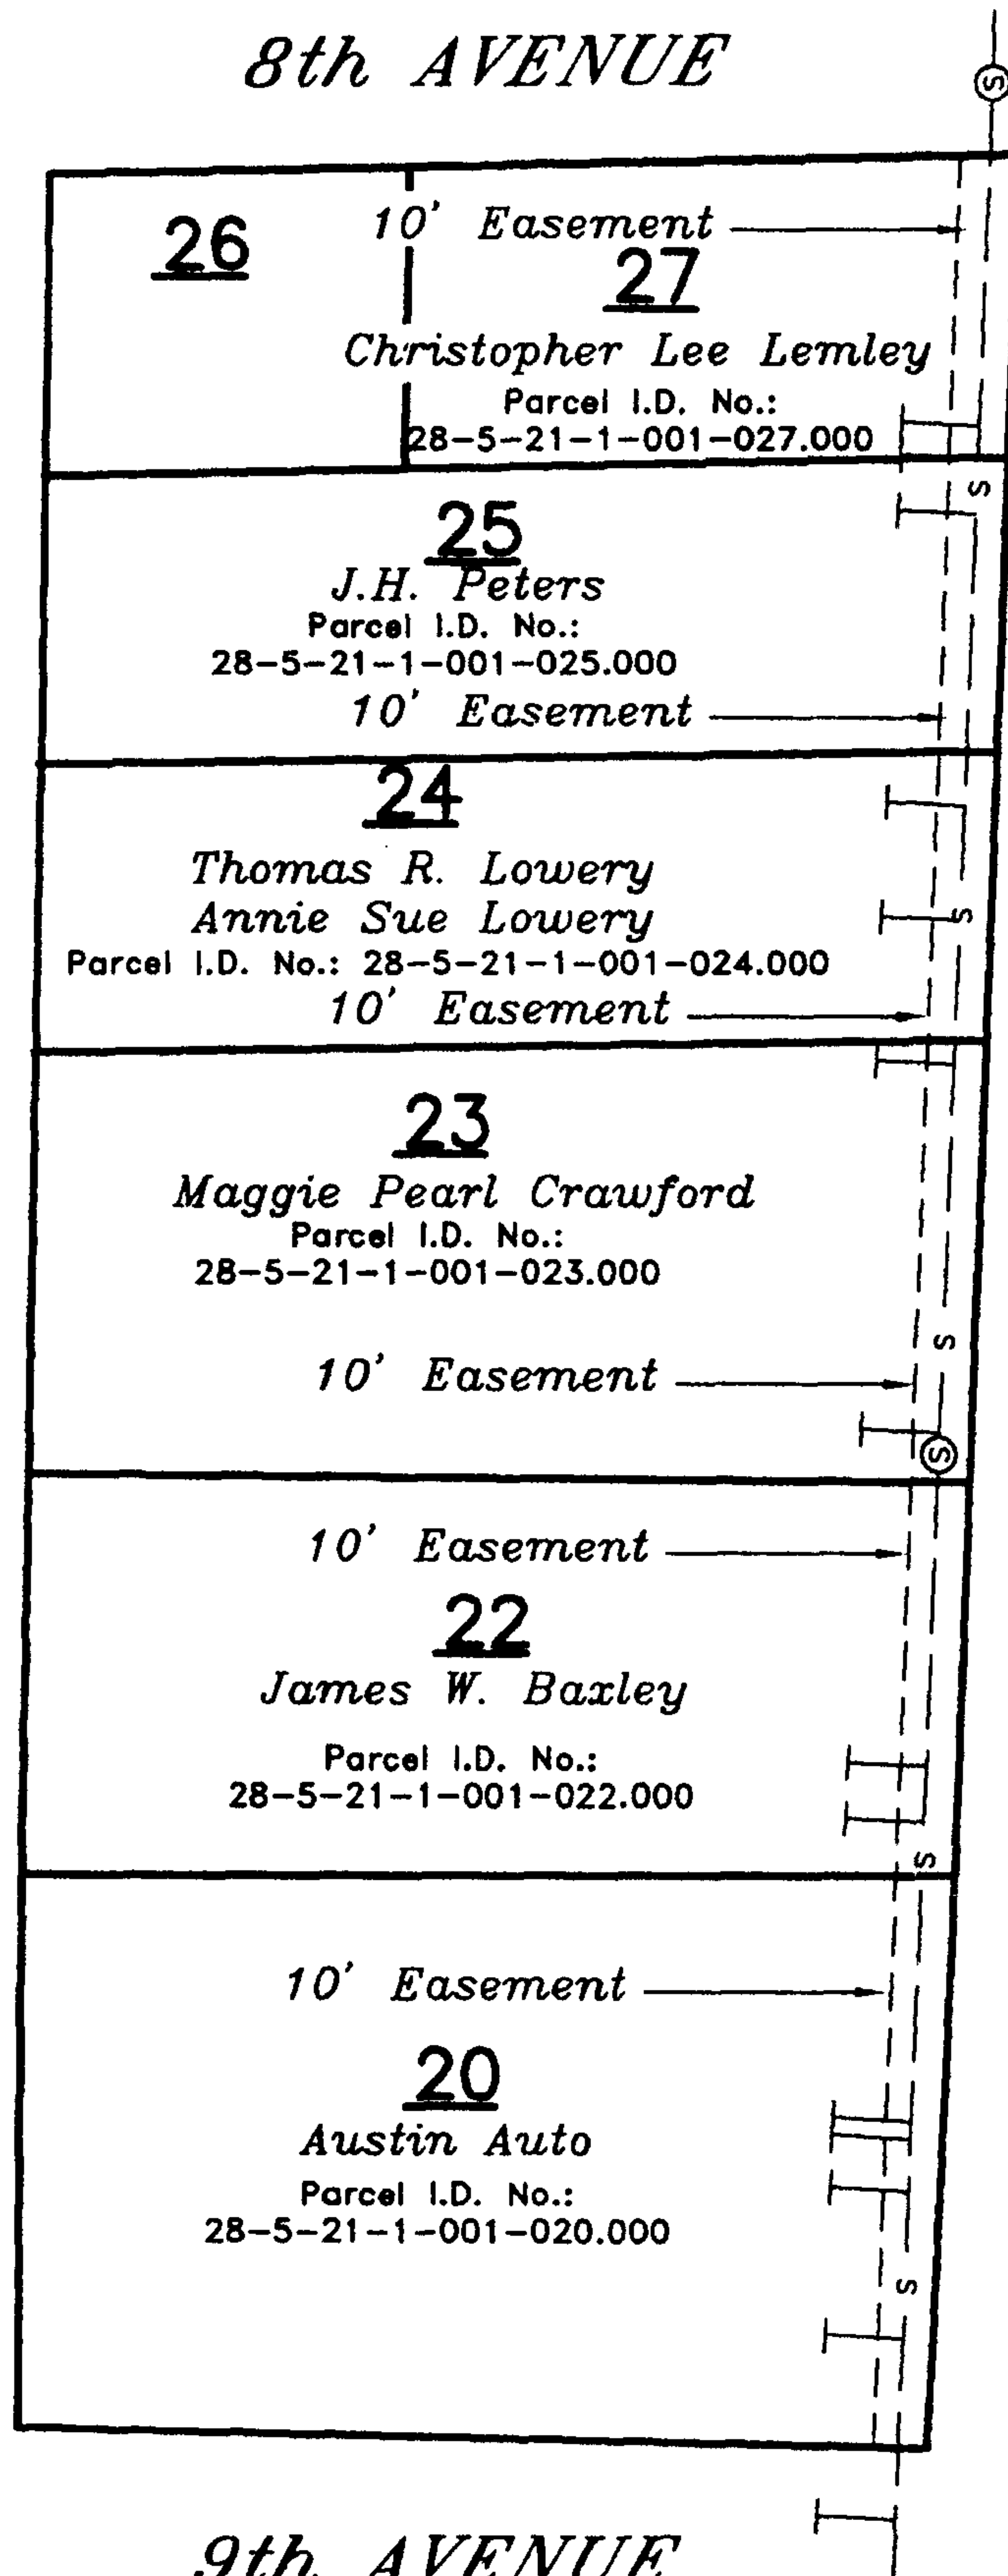 8th AVENUE
S
26
10' Easement
27
Christopher Lee Lemley
Parcel I.D. No.:
28-5-21-1-001-027.000
S
25
J.H. Peters
Parcel I.D. No.:
28-5-21-1-001-025.000
10' Easement
24
Thomas R. Lowery
Annie Sue Lowery
S
Parcel I.D. No.: 28-5-21-1-001-024.000
10' Easement
23
Maggie Pearl Crawford
Parcel I.D. No.:
28-5-21-1-001-023.000
S
10' Easement
S
10' Easement
22
James W. Baxley
Parcel I.D. No.:
28-5-21-1-001-022.000
S
10' Easement
20
Austin Auto
Parcel I.D. No.:
28-5-21-1-001-020.000
S
9th AVENUE